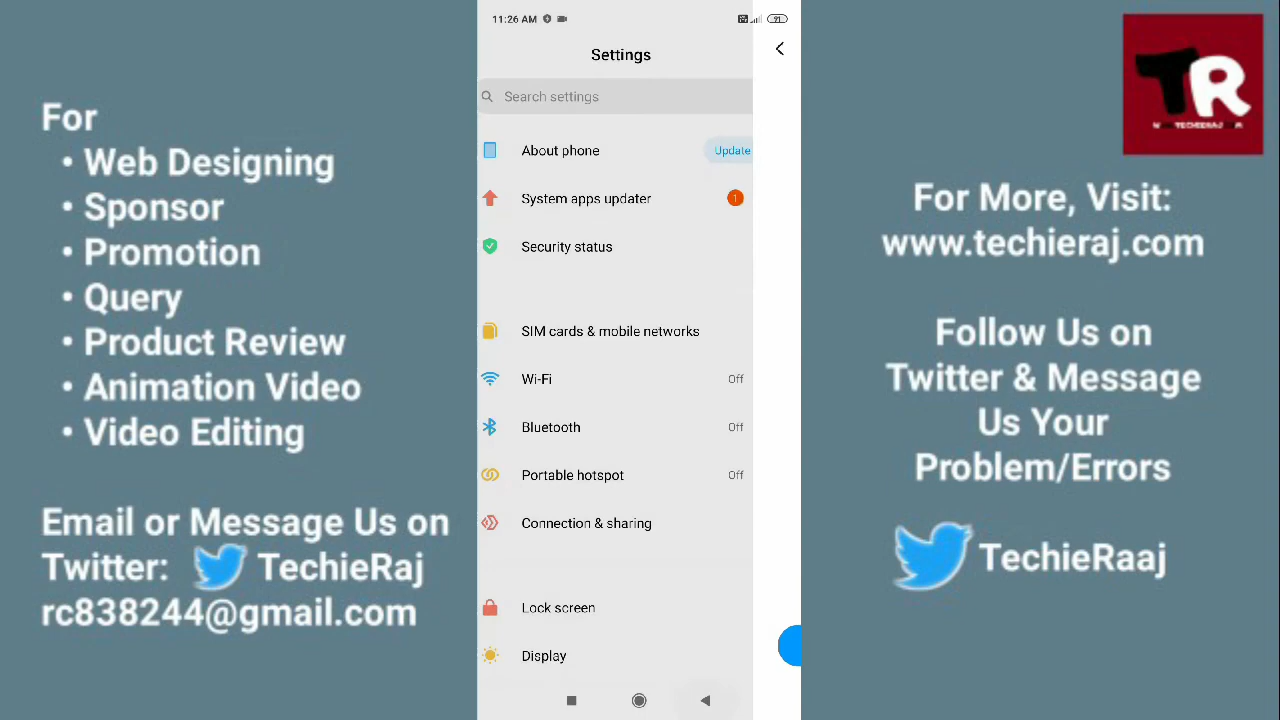 For
• Web Designing
• Sponsor
• Promotion
• Query
• Product Review
• Animation Video
• Video Editing
Email or Message Us on
Twitter: TechieRaj
rc838244@gmail.com
11:26 AM
91
Settings
Search settings
About phone Update
System apps updater 1
Security status
SIM cards & mobile networks
Wi-Fi Off
Bluetooth Off
Portable hotspot Off
Connection & sharing
Lock screen
Display
TR
For More, Visit:
www.techieraj.com
Follow Us on
Twitter & Message
Us Your
Problem/Errors
TechieRaaj